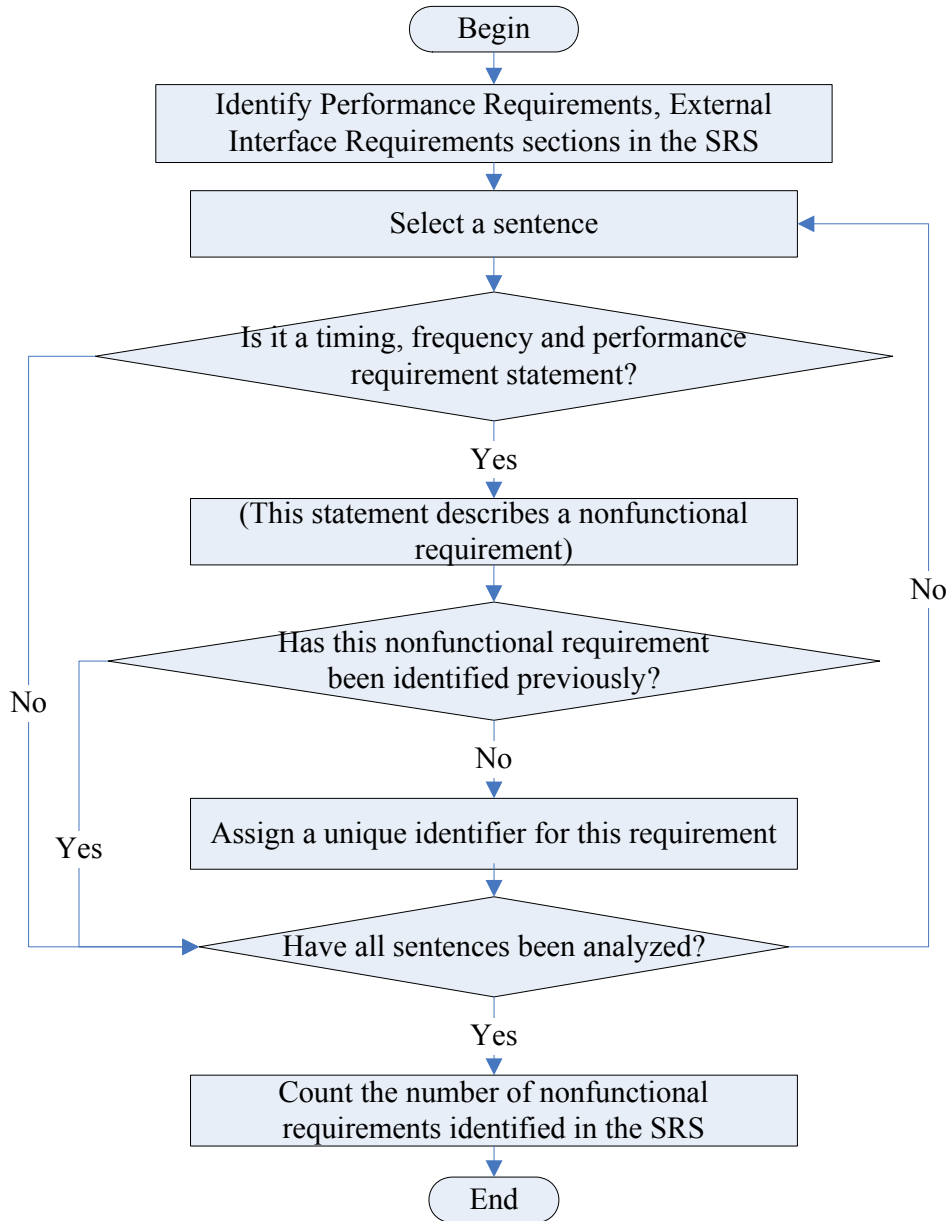 Begin
Identify Performance Requirements, External
Interface Requirements sections in the SRS
Select a sentence
Is it a timing, frequency and performance
requirement statement?
Yes
(This statement describes a nonfunctional
requirement)
No
Has this nonfunctional requirement
been identified previously?
No
No
Assign a unique identifier for this requirement
Yes
Have all sentences been analyzed?
Yes
Count the number of nonfunctional
requirements identified in the SRS
End